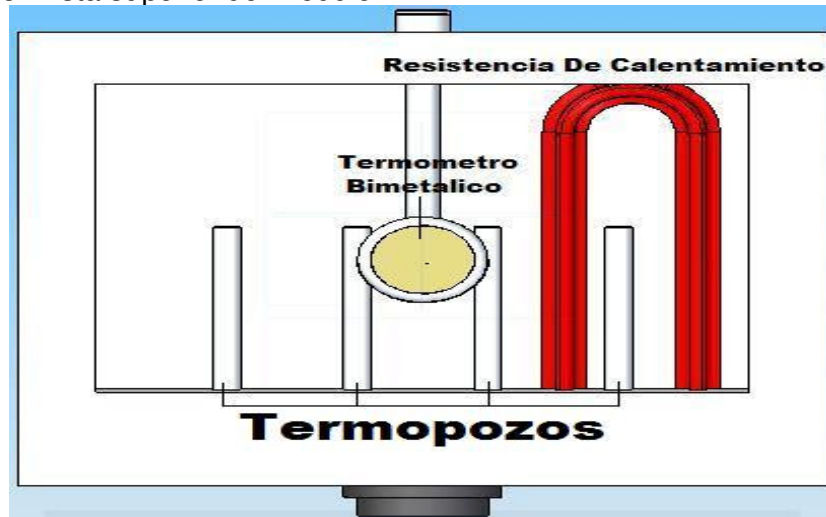 Resistencia De Calentamiento
Termometro
Bimetalico
Termopozos